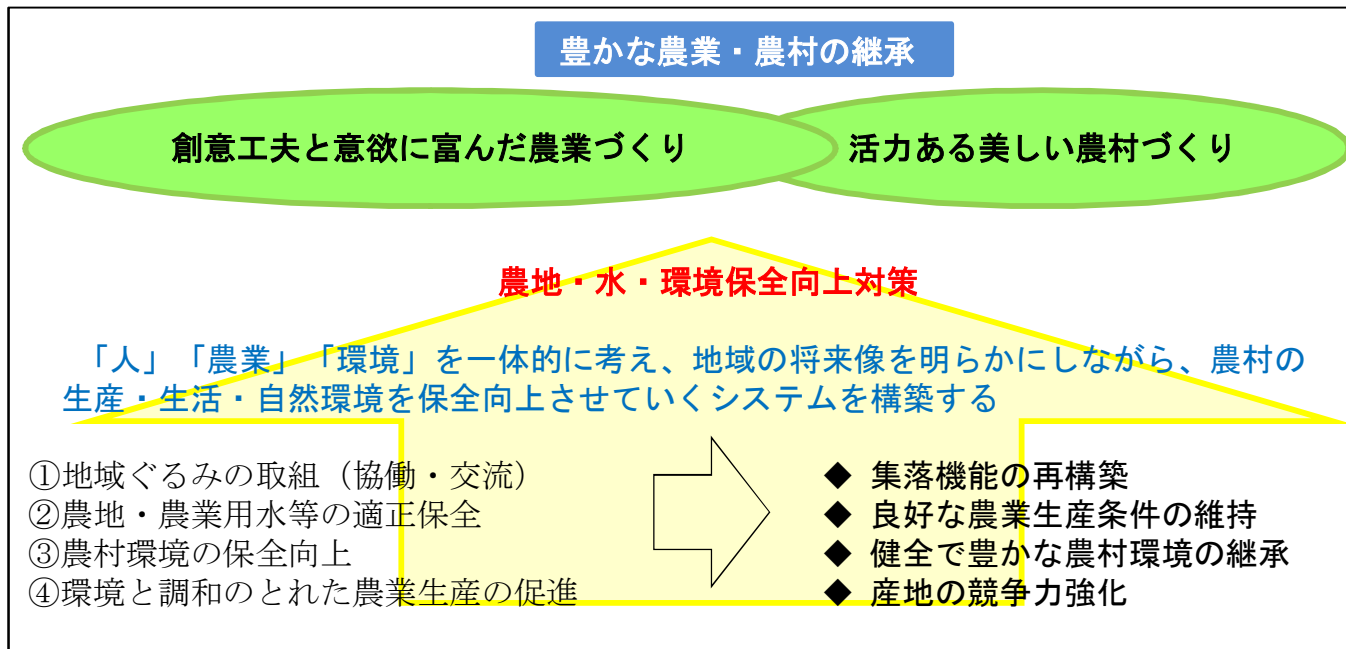 豊かな農業・農村の継承
創意工夫と意欲に富んだ農業づくり
活力ある美しい農村づくり
農地・水・環境保全向上対策
「人」「農業」「環境」を一体的に考え、地域の将来像を明らかにしながら、農村の
生産・生活・自然環境を保全向上させていくシステムを構築する
①地域ぐるみの取組（協働・交流）
②農地・農業用水等の適正保全
③農村環境の保全向上
④環境と調和のとれた農業生産の促進
◆ 集落機能の再構築
◆ 良好な農業生産条件の維持
◆ 健全で豊かな農村環境の継承
◆ 産地の競争力強化